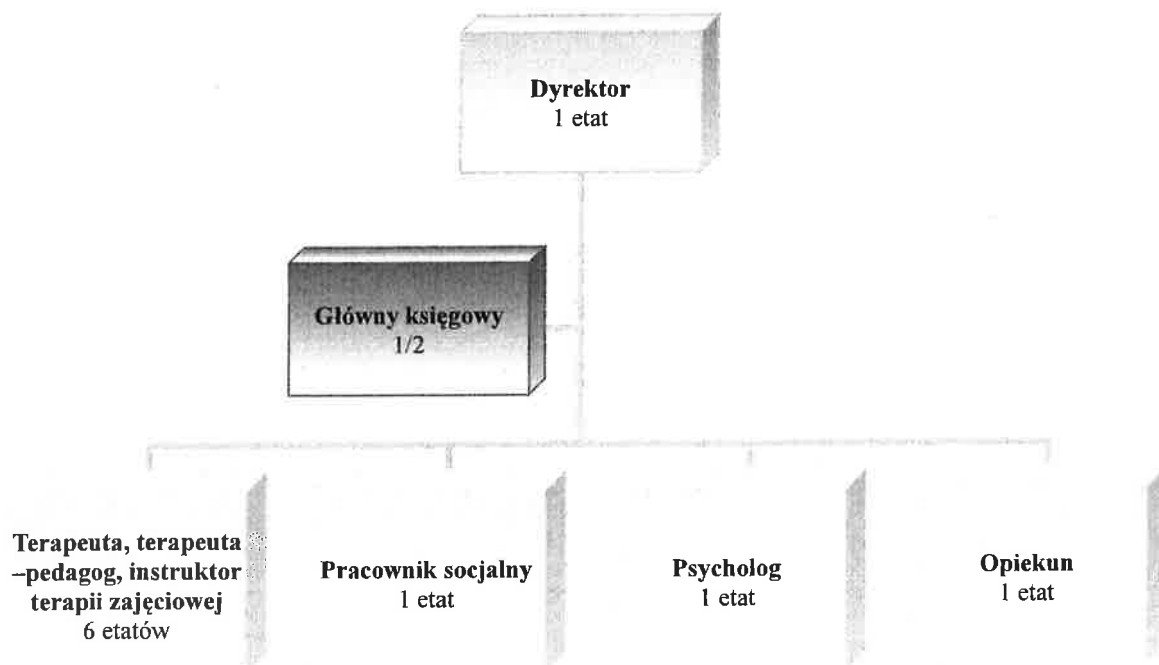 Dyrektor
1 etat
Główny księgowy
1/2
Terapeuta, terapeuta
–pedagog, instruktor
terapii zajęciowej
6 etatów
Pracownik socjalny
1 etat
Psycholog
1 etat
Opiekun
1 etat